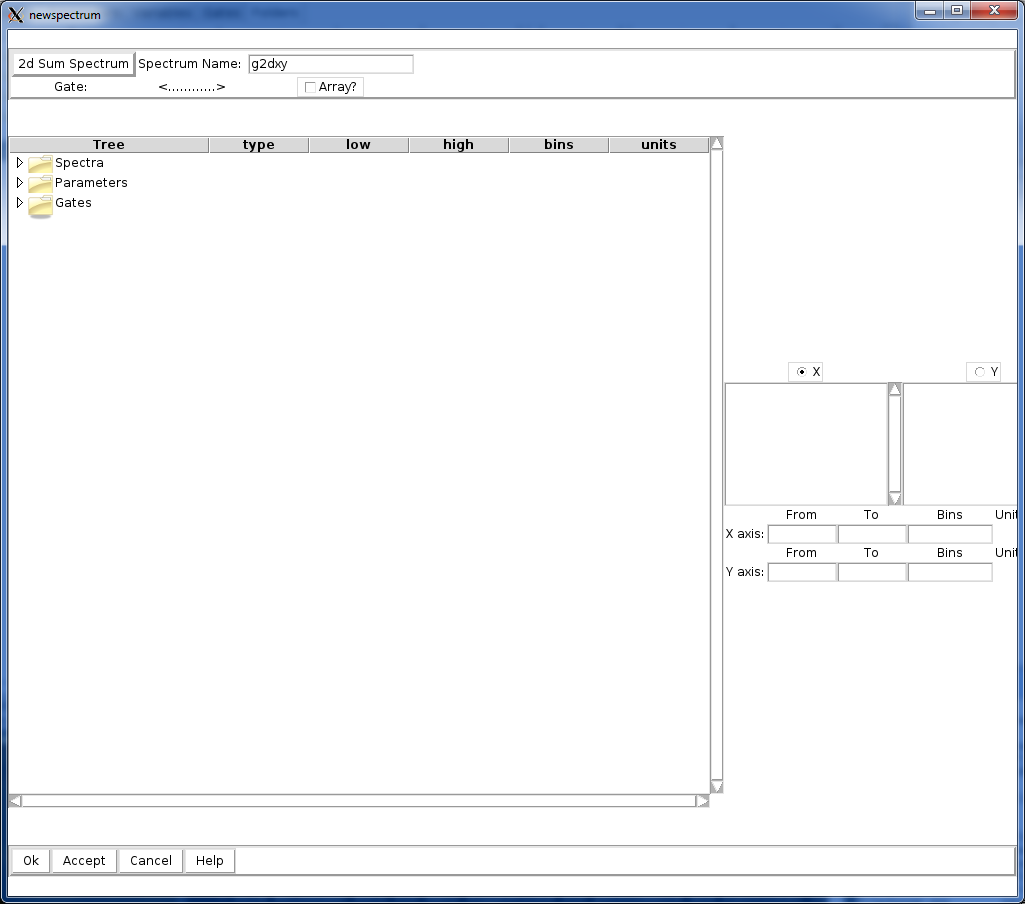 newspectrum
2d Sum Spectrum Spectrum Name: g2dxy
Gate: <............> Array?
Tree type low high bins units
Spectra
Parameters
Gates
X Y
From To Bins Unit
X axis:
From To Bins Unit
Y axis:
Ok Accept Cancel Help